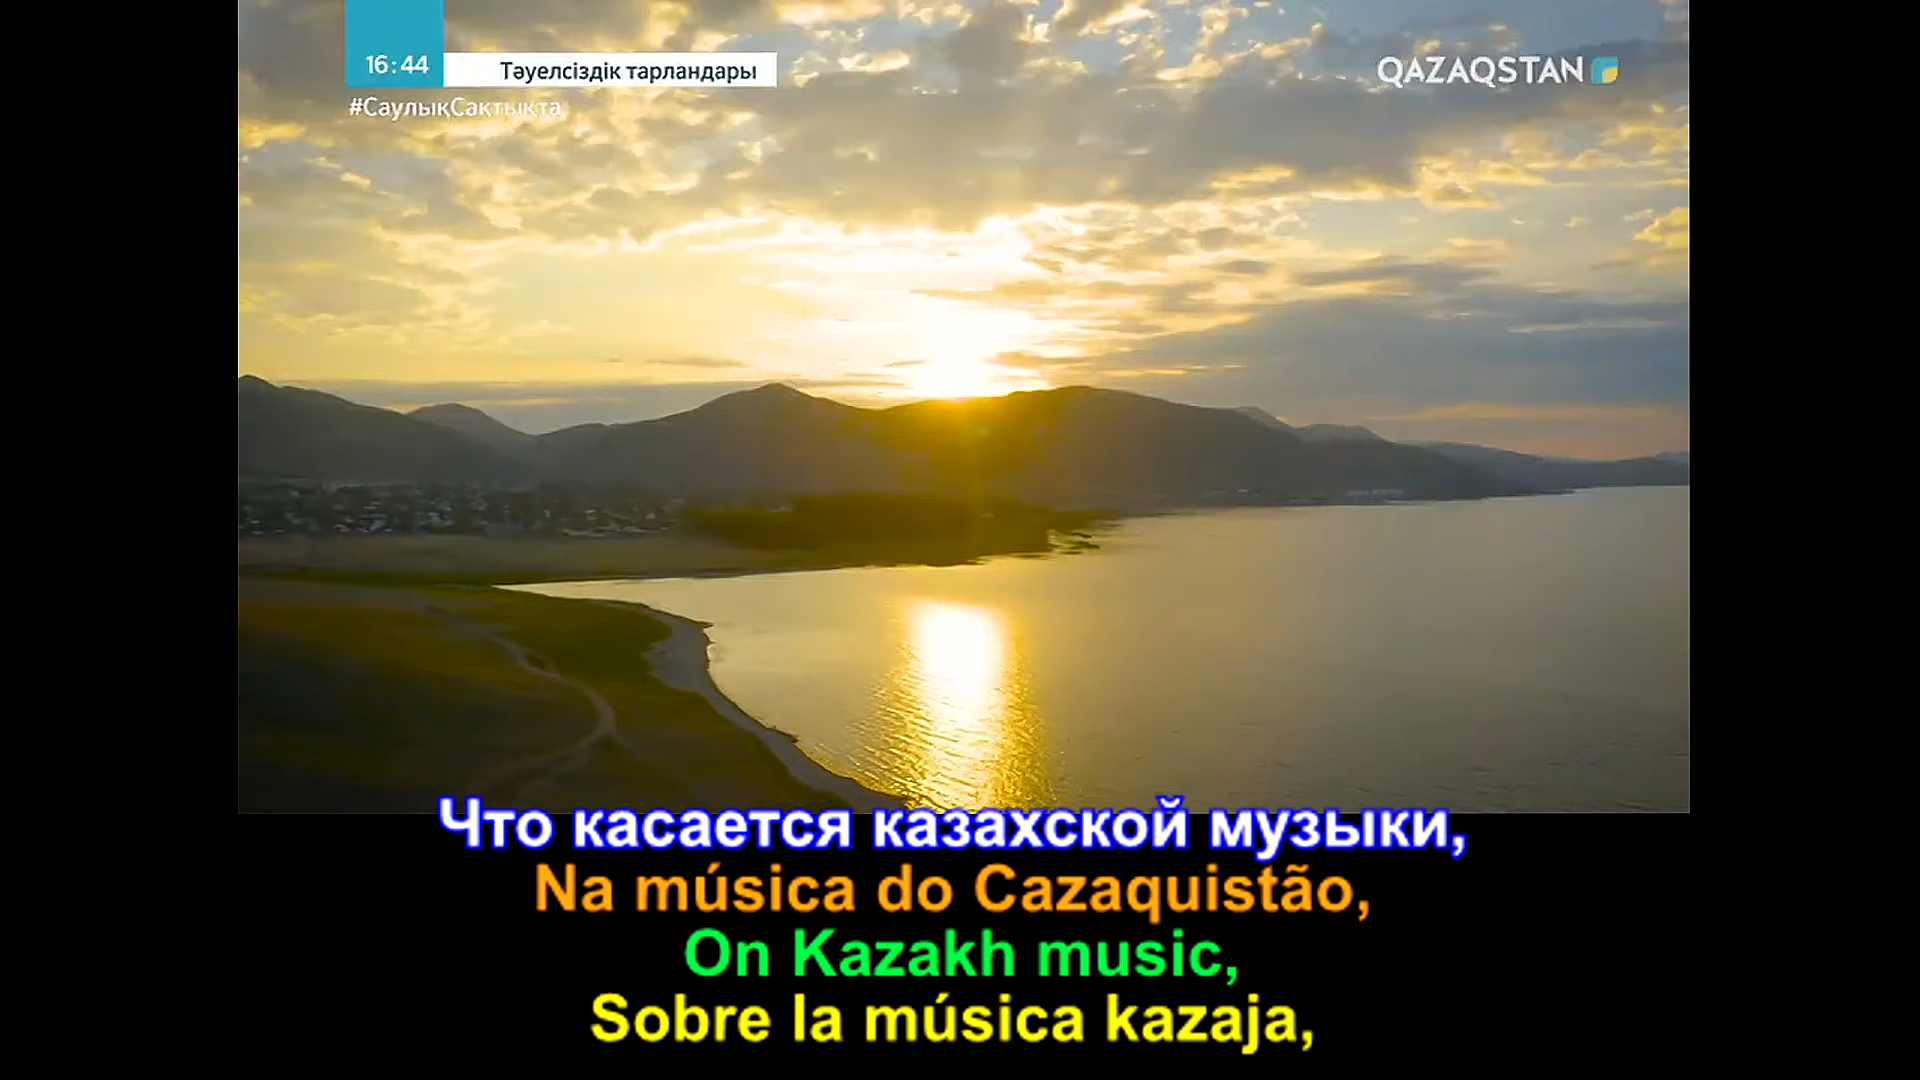 16:44
Тәуелсіздік тарландары
QAZAQSTAN
#СаулықСақтықта
Что касается казахской музыки,
Na música do Cazaquistão,
On Kazakh music,
Sobre la música kazaja,